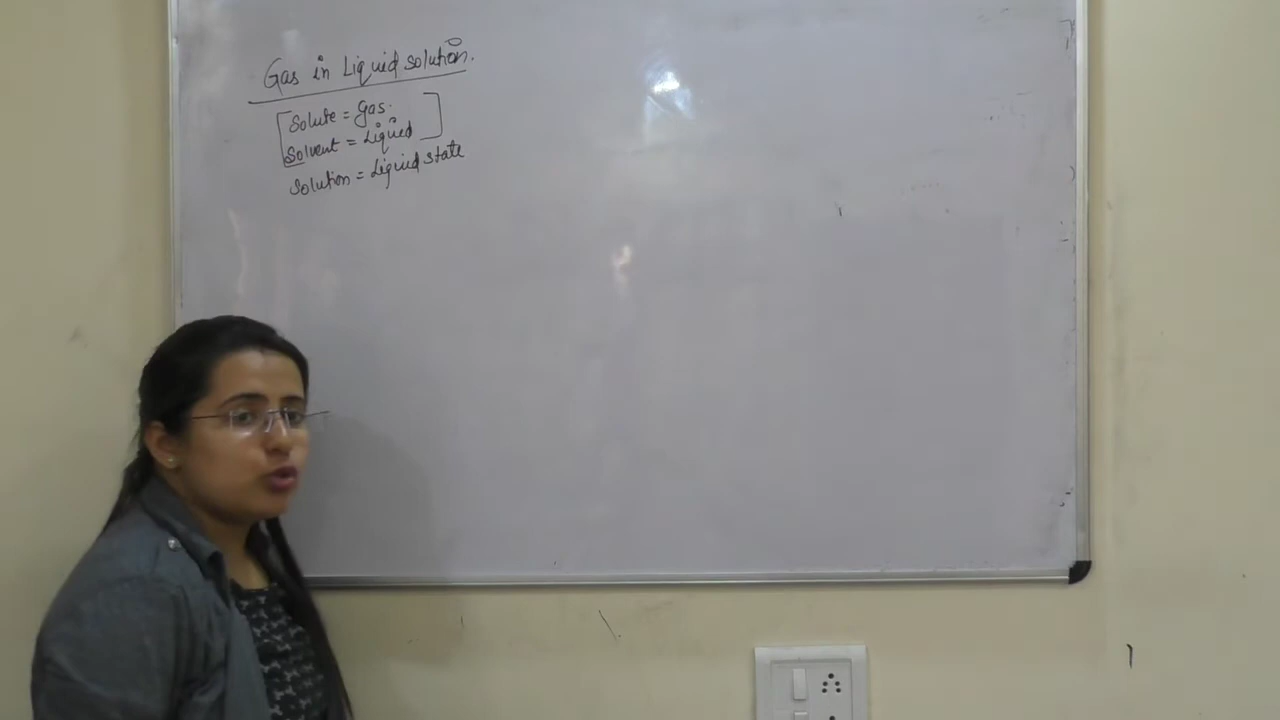 Gas in Liquid solution.
Solute = Gas.
Solvent = Liquid
Solution = Liquid state